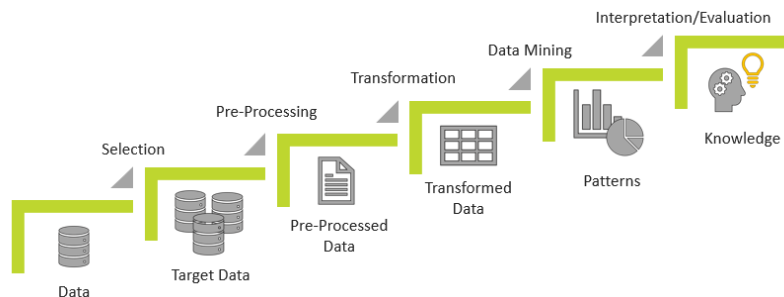 Interpretation/Evaluation
Data Mining
Transformation
Pre-Processing
Selection
Knowledge
Patterns
Transformed
Data
Pre-Processed
Data
Target Data
Data